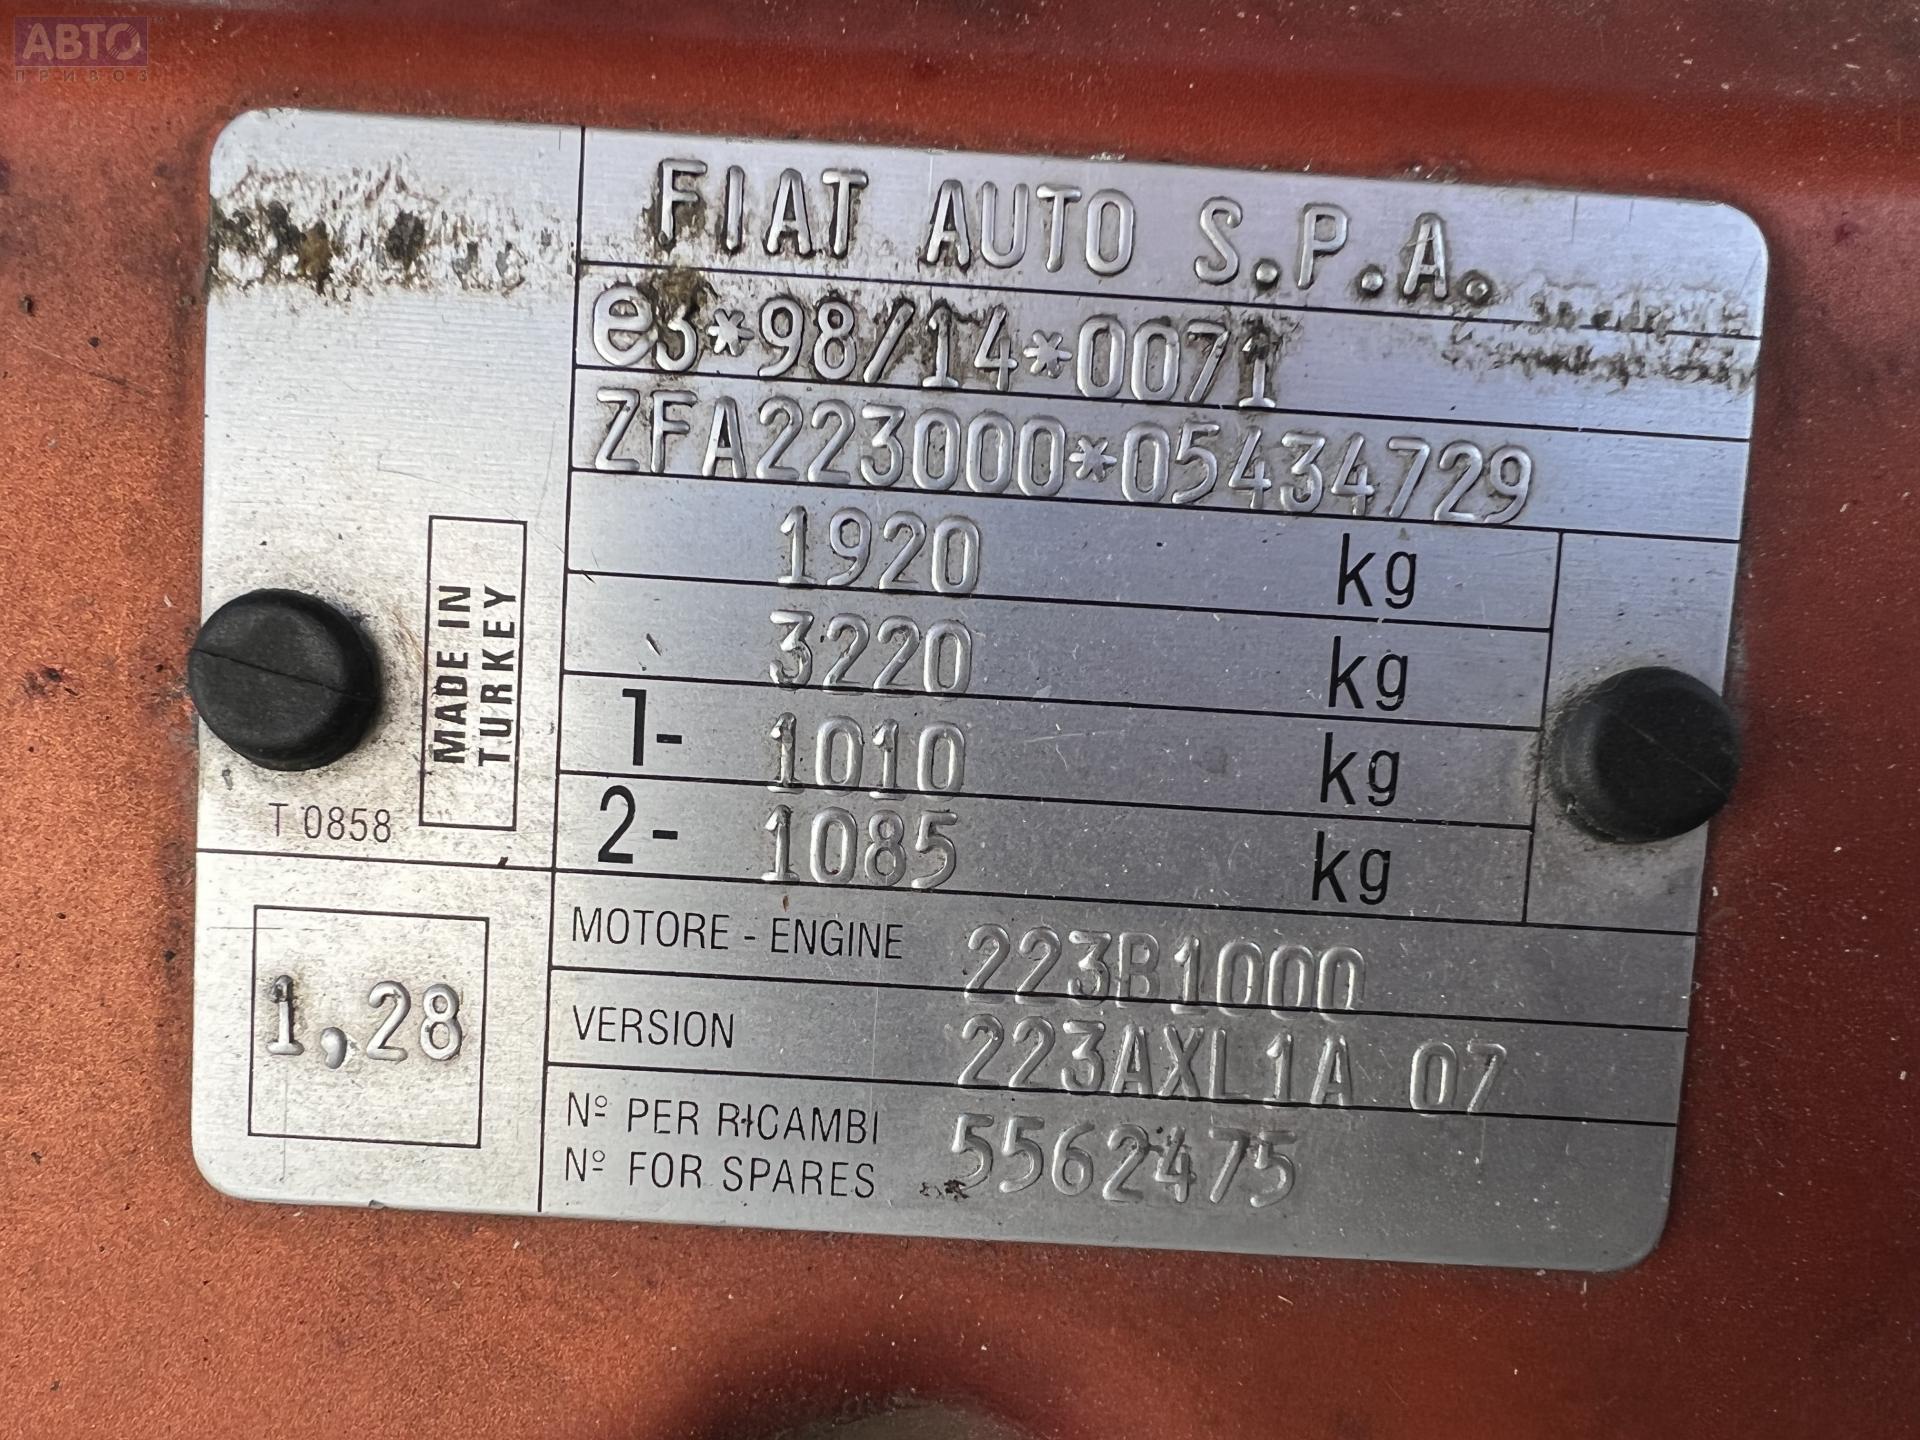 АВТО
ПРИВОЗ
FIAT AUTO S.P.A.
e3*98/14*0071
ZFA223000*05434729
1920 kg
3220 kg
1- 1010 kg
2- 1085 kg
MADE IN
TURKEY
T 0858
1,28
MOTORE - ENGINE 223B1000
VERSION 223AXL1A 07
Nº PER RICAMBI
Nº FOR SPARES 5562475